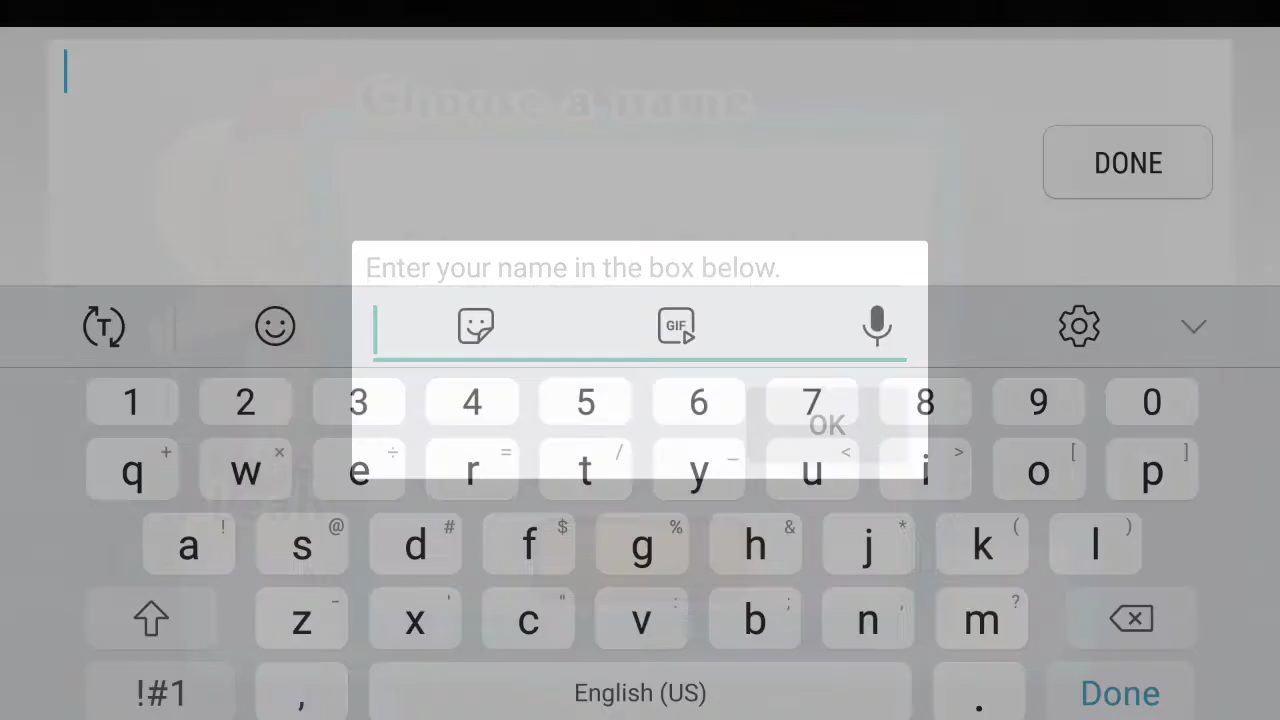 Choose a name
DONE
Enter your name in the box below.
T
GIF
1 2 3 4 5 6 7 8 9 0
OK
+ × ÷ = / _ < > [ ]
q w e r t y u i o p
! @ # $ % & * ( )
a s d f g h j k l
- ' " : ; , ?
z x c v b n m
!#1 , English (US) . Done